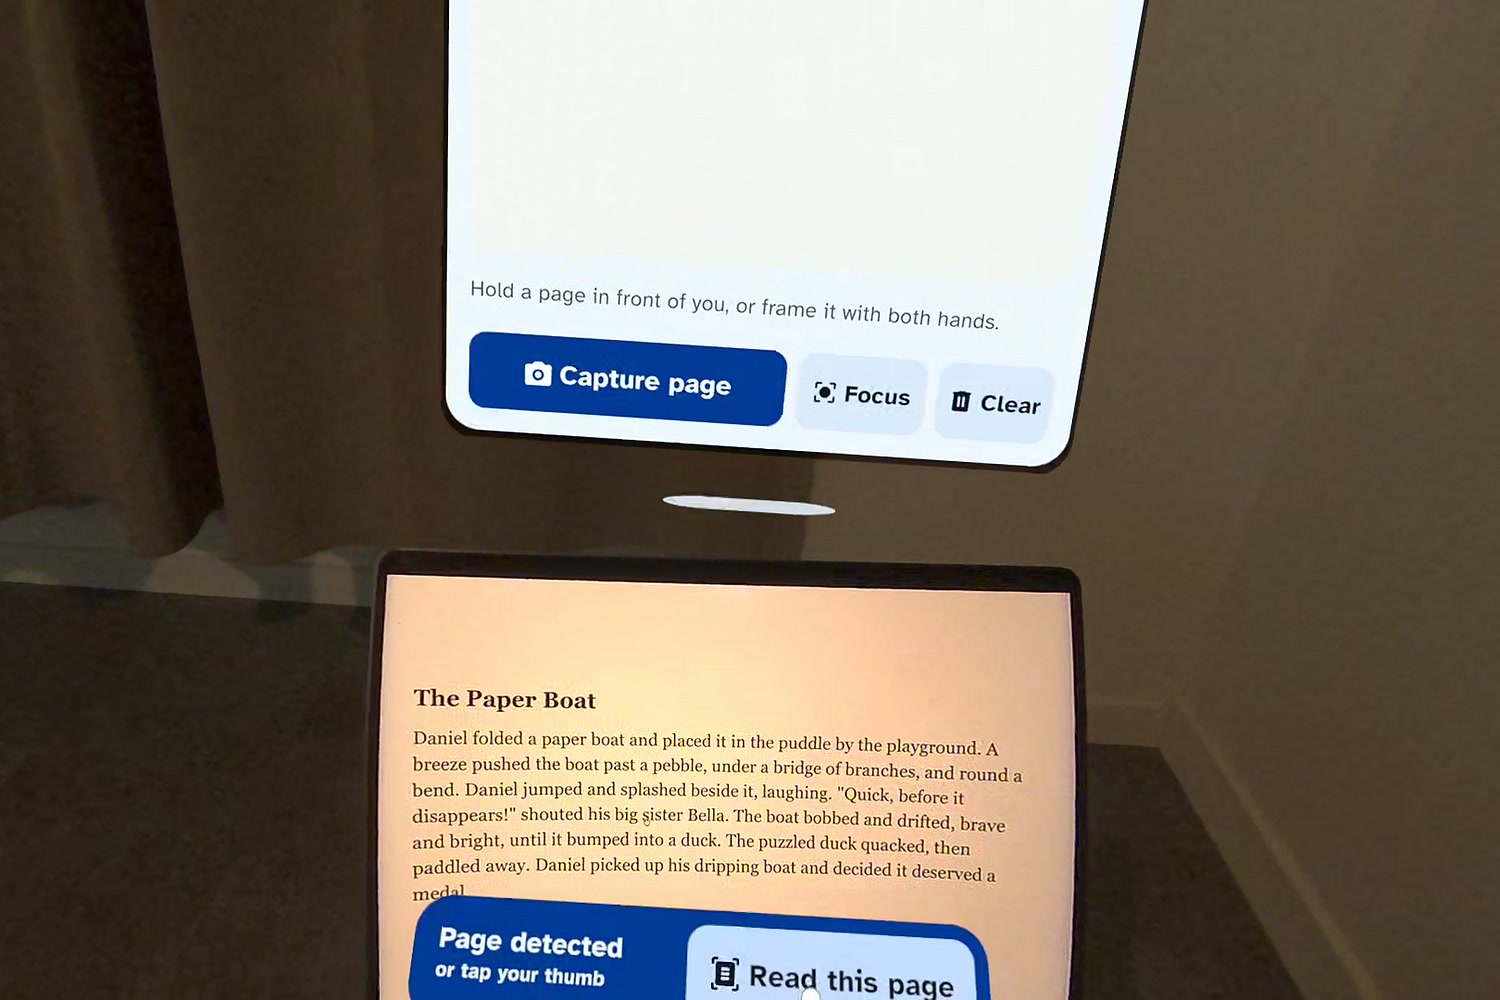 Hold a page in front of you, or frame it with both hands.
Capture page
Focus
Clear
The Paper Boat
Daniel folded a paper boat and placed it in the puddle by the playground. A
breeze pushed the boat past a pebble, under a bridge of branches, and round a
bend. Daniel jumped and splashed beside it, laughing. "Quick, before it
disappears!" shouted his big sister Bella. The boat bobbed and drifted, brave
and bright, until it bumped into a duck. The puzzled duck quacked, then
paddled away. Daniel picked up his dripping boat and decided it deserved a
medal
Page detected
or tap your thumb
Read this page